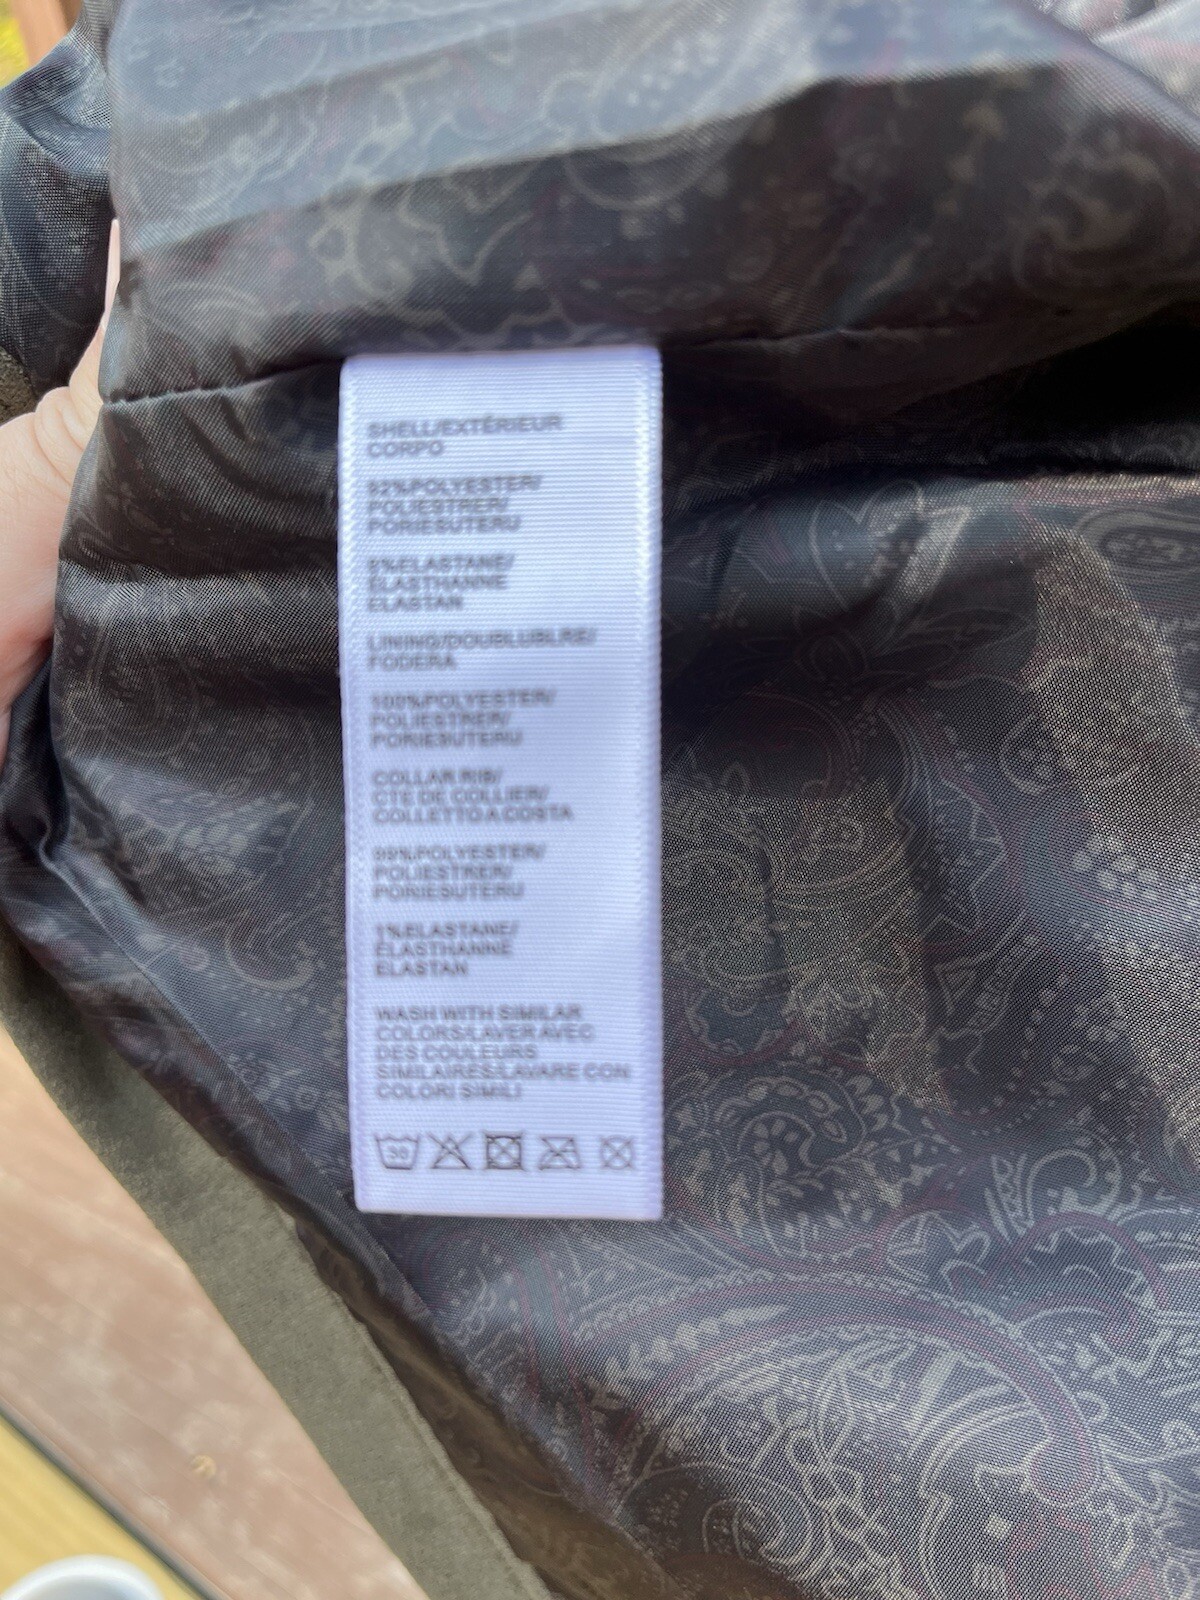 SHELL/EXTÉRIEUR
CORPO
92%POLYESTER/
POLIESTRER/
PORIESUTERU
8%ELASTANE/
ÉLASTHANNE
ELASTAN
LINING/DOUBLUBLRE/
FODERA
100%POLYESTER/
POLIESTRER/
PORIESUTERU
COLLAR RIB/
CTE DE COLLIER/
COLLETTO A COSTA
99%POLYESTER/
POLIESTRER/
PORIESUTERU
1%ELASTANE/
ÉLASTHANNE
ELASTAN
WASH WITH SIMILAR
COLORS/LAVER AVEC
DES COULEURS
SIMILAIRES/LAVARE CON
COLORI SIMILI
30